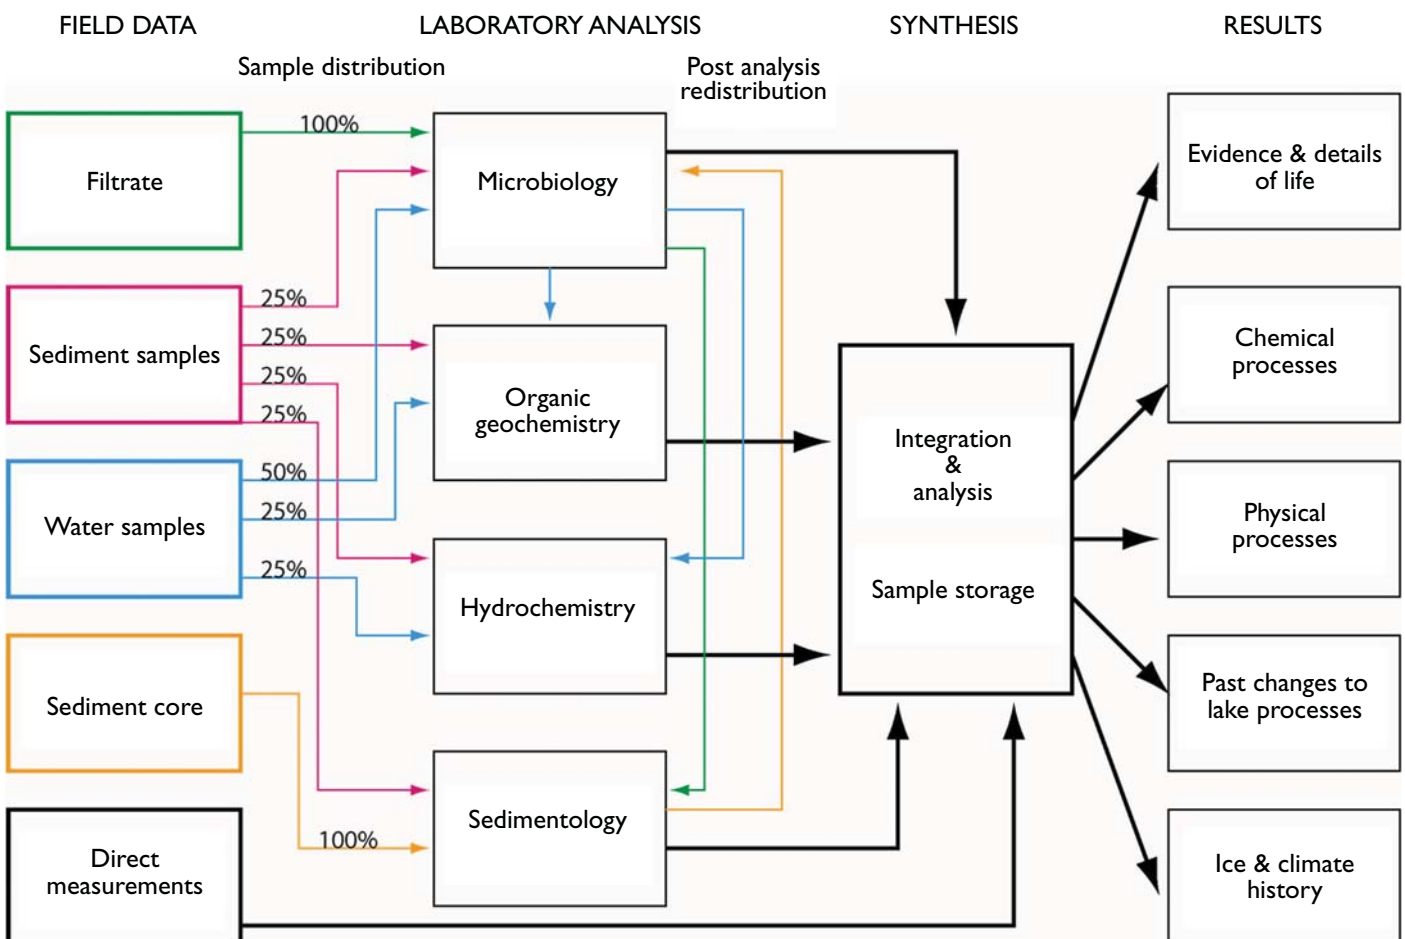 FIELD DATA
LABORATORY ANALYSIS
SYNTHESIS
RESULTS
Sample distribution
Post analysis
redistribution
Filtrate
Sediment samples
Water samples
Sediment core
Direct
measurements
100%
25%
25%
25%
25%
50%
25%
25%
100%
Microbiology
Organic
geochemistry
Hydrochemistry
Sedimentology
Integration
&
analysis
Sample storage
Evidence & details
of life
Chemical
processes
Physical
processes
Past changes to
lake processes
Ice & climate
history